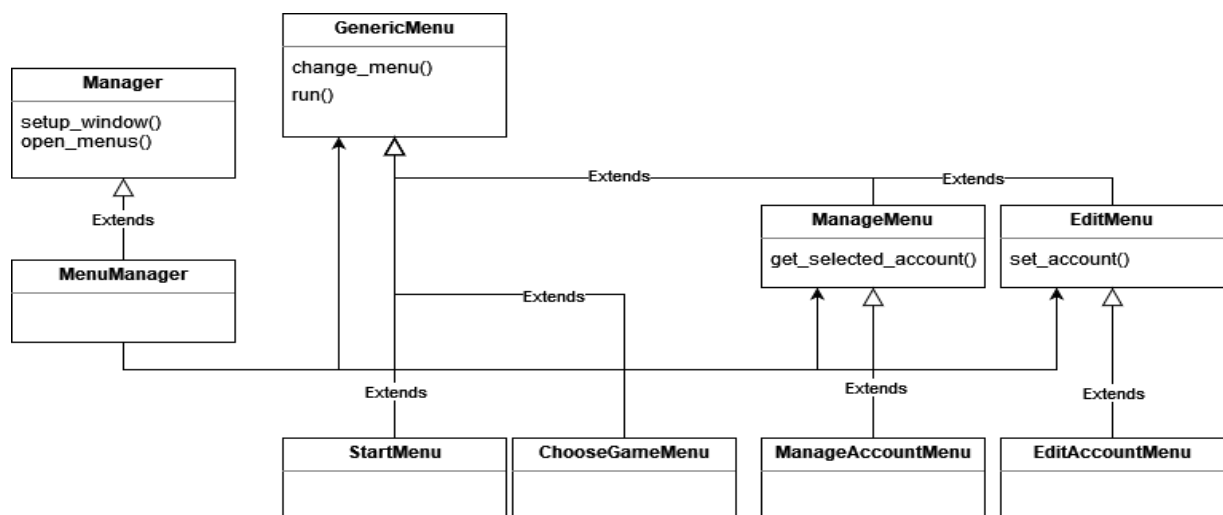 GenericMenu
change_menu()
run()
Manager
setup_window()
open_menus()
Extends
Extends
Extends
ManageMenu
get_selected_account()
EditMenu
set_account()
MenuManager
Extends
Extends
Extends
Extends
StartMenu
ChooseGameMenu
ManageAccountMenu
EditAccountMenu